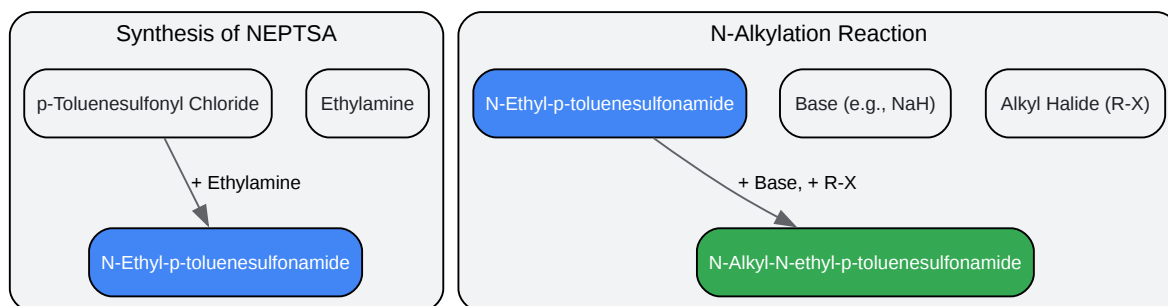 Synthesis of NEPTSA
p-Toluenesulfonyl Chloride
Ethylamine
+ Ethylamine
N-Ethyl-p-toluenesulfonamide
N-Alkylation Reaction
N-Ethyl-p-toluenesulfonamide
Base (e.g., NaH)
Alkyl Halide (R-X)
+ Base, + R-X
N-Alkyl-N-ethyl-p-toluenesulfonamide